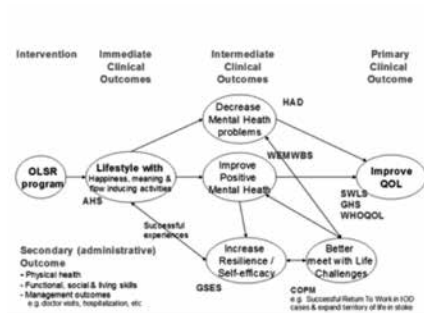 Intervention
Immediate
Clinical
Outcomes
Intermediate
Clinical
Outcomes
Primary
Clinical
Outcome
Decrease
Mental Heath
problems
HAD
OLSR
program
Lifestyle with
Happiness, meaning &
flow inducing activities
AHS
Improve
Positive
Mental Heath
WEMWBS
Improve
QOL
SWLS
GHS
WHOQOL
Successful
experiences
Increase
Resilience /
Self-efficacy
GSES
Better
meet with Life
Challenges
COPM
e.g. Successful Return To Work in IOD
cases & expand territory of life in stoke
Secondary (administrative)
Outcome
- Physical health
- Functional, social & living skills
- Management outcomes
e.g. doctor visits, hospitalization, etc